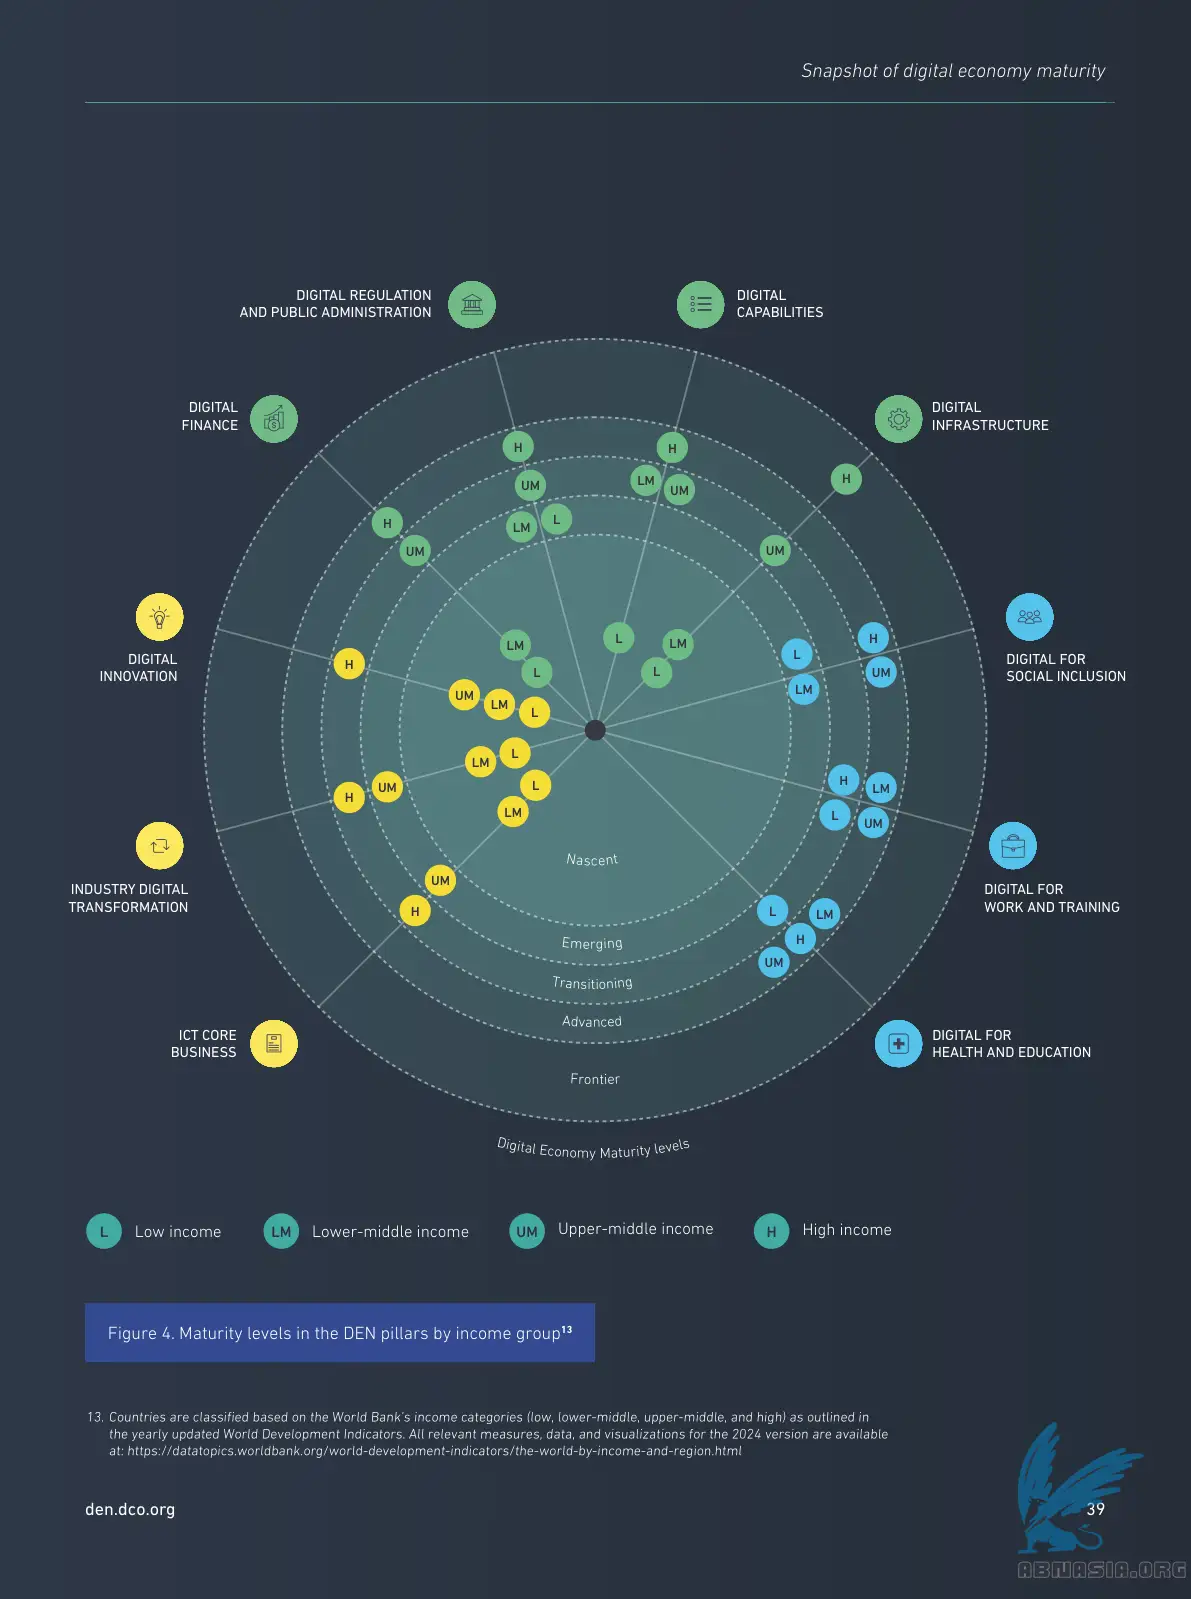 Snapshot of digital economy maturity
DIGITAL REGULATION
AND PUBLIC ADMINISTRATION
DIGITAL
CAPABILITIES
DIGITAL
FINANCE
DIGITAL
INFRASTRUCTURE
H
H
UM
LM
UM
H
LM
L
H
UM
UM
DIGITAL
INNOVATION
DIGITAL FOR
SOCIAL INCLUSION
LM
L
L
LM
L
H
UM
LM
L
L
LM
H
UM
LM
L
L
LM
H
UM
H
LM
L
UM
INDUSTRY DIGITAL
TRANSFORMATION
DIGITAL FOR
WORK AND TRAINING
UM
H
L
LM
H
UM
Nascent
Emerging
Transitioning
Advanced
Frontier
Digital Economy Maturity levels
ICT CORE
BUSINESS
DIGITAL FOR
HEALTH AND EDUCATION
L Low income
LM Lower-middle income
UM Upper-middle income
H High income
Figure 4. Maturity levels in the DEN pillars by income group13
13. Countries are classified based on the World Bank's income categories (low, lower-middle, upper-middle, and high) as outlined in
the yearly updated World Development Indicators. All relevant measures, data, and visualizations for the 2024 version are available
at: https://datatopics.worldbank.org/world-development-indicators/the-world-by-income-and-region.html
den.dco.org
39
ABNASIA.ORG